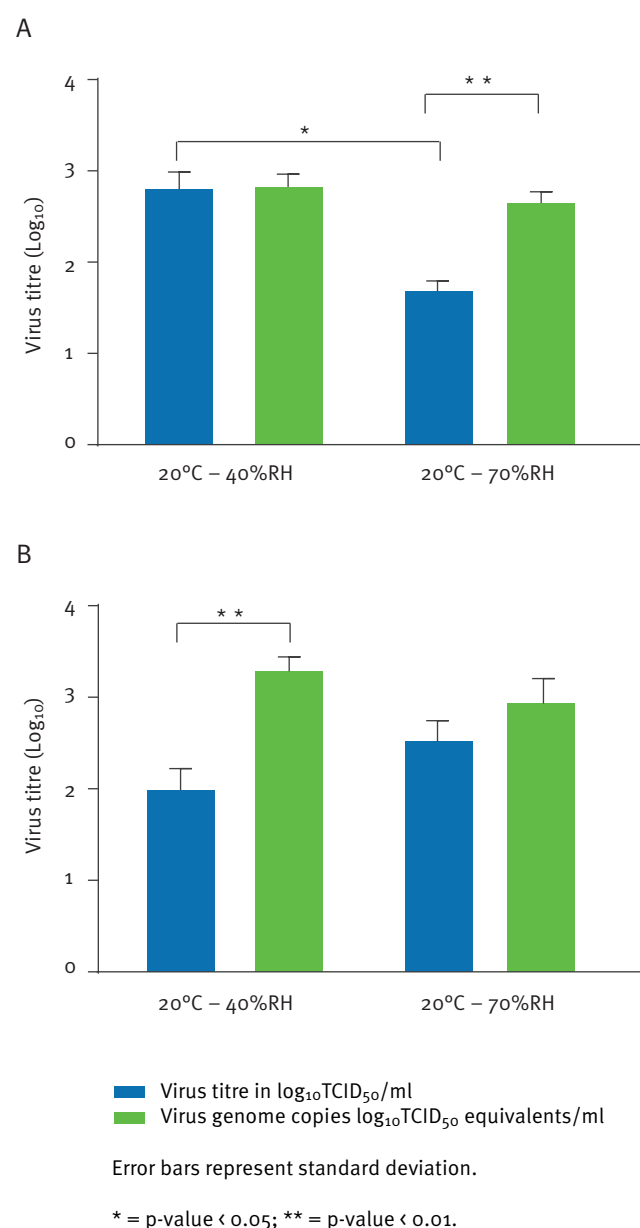 A
4
3
2
1
0
Virus titre (Log₁₀)
*
* *
20°C – 40%RH
20°C – 70%RH
B
4
3
2
1
0
Virus titre (Log₁₀)
* *
20°C – 40%RH
20°C – 70%RH
Virus titre in log₁₀TCID₅₀/ml
Virus genome copies log₁₀TCID₅₀ equivalents/ml
Error bars represent standard deviation.
* = p-value < 0.05; ** = p-value < 0.01.